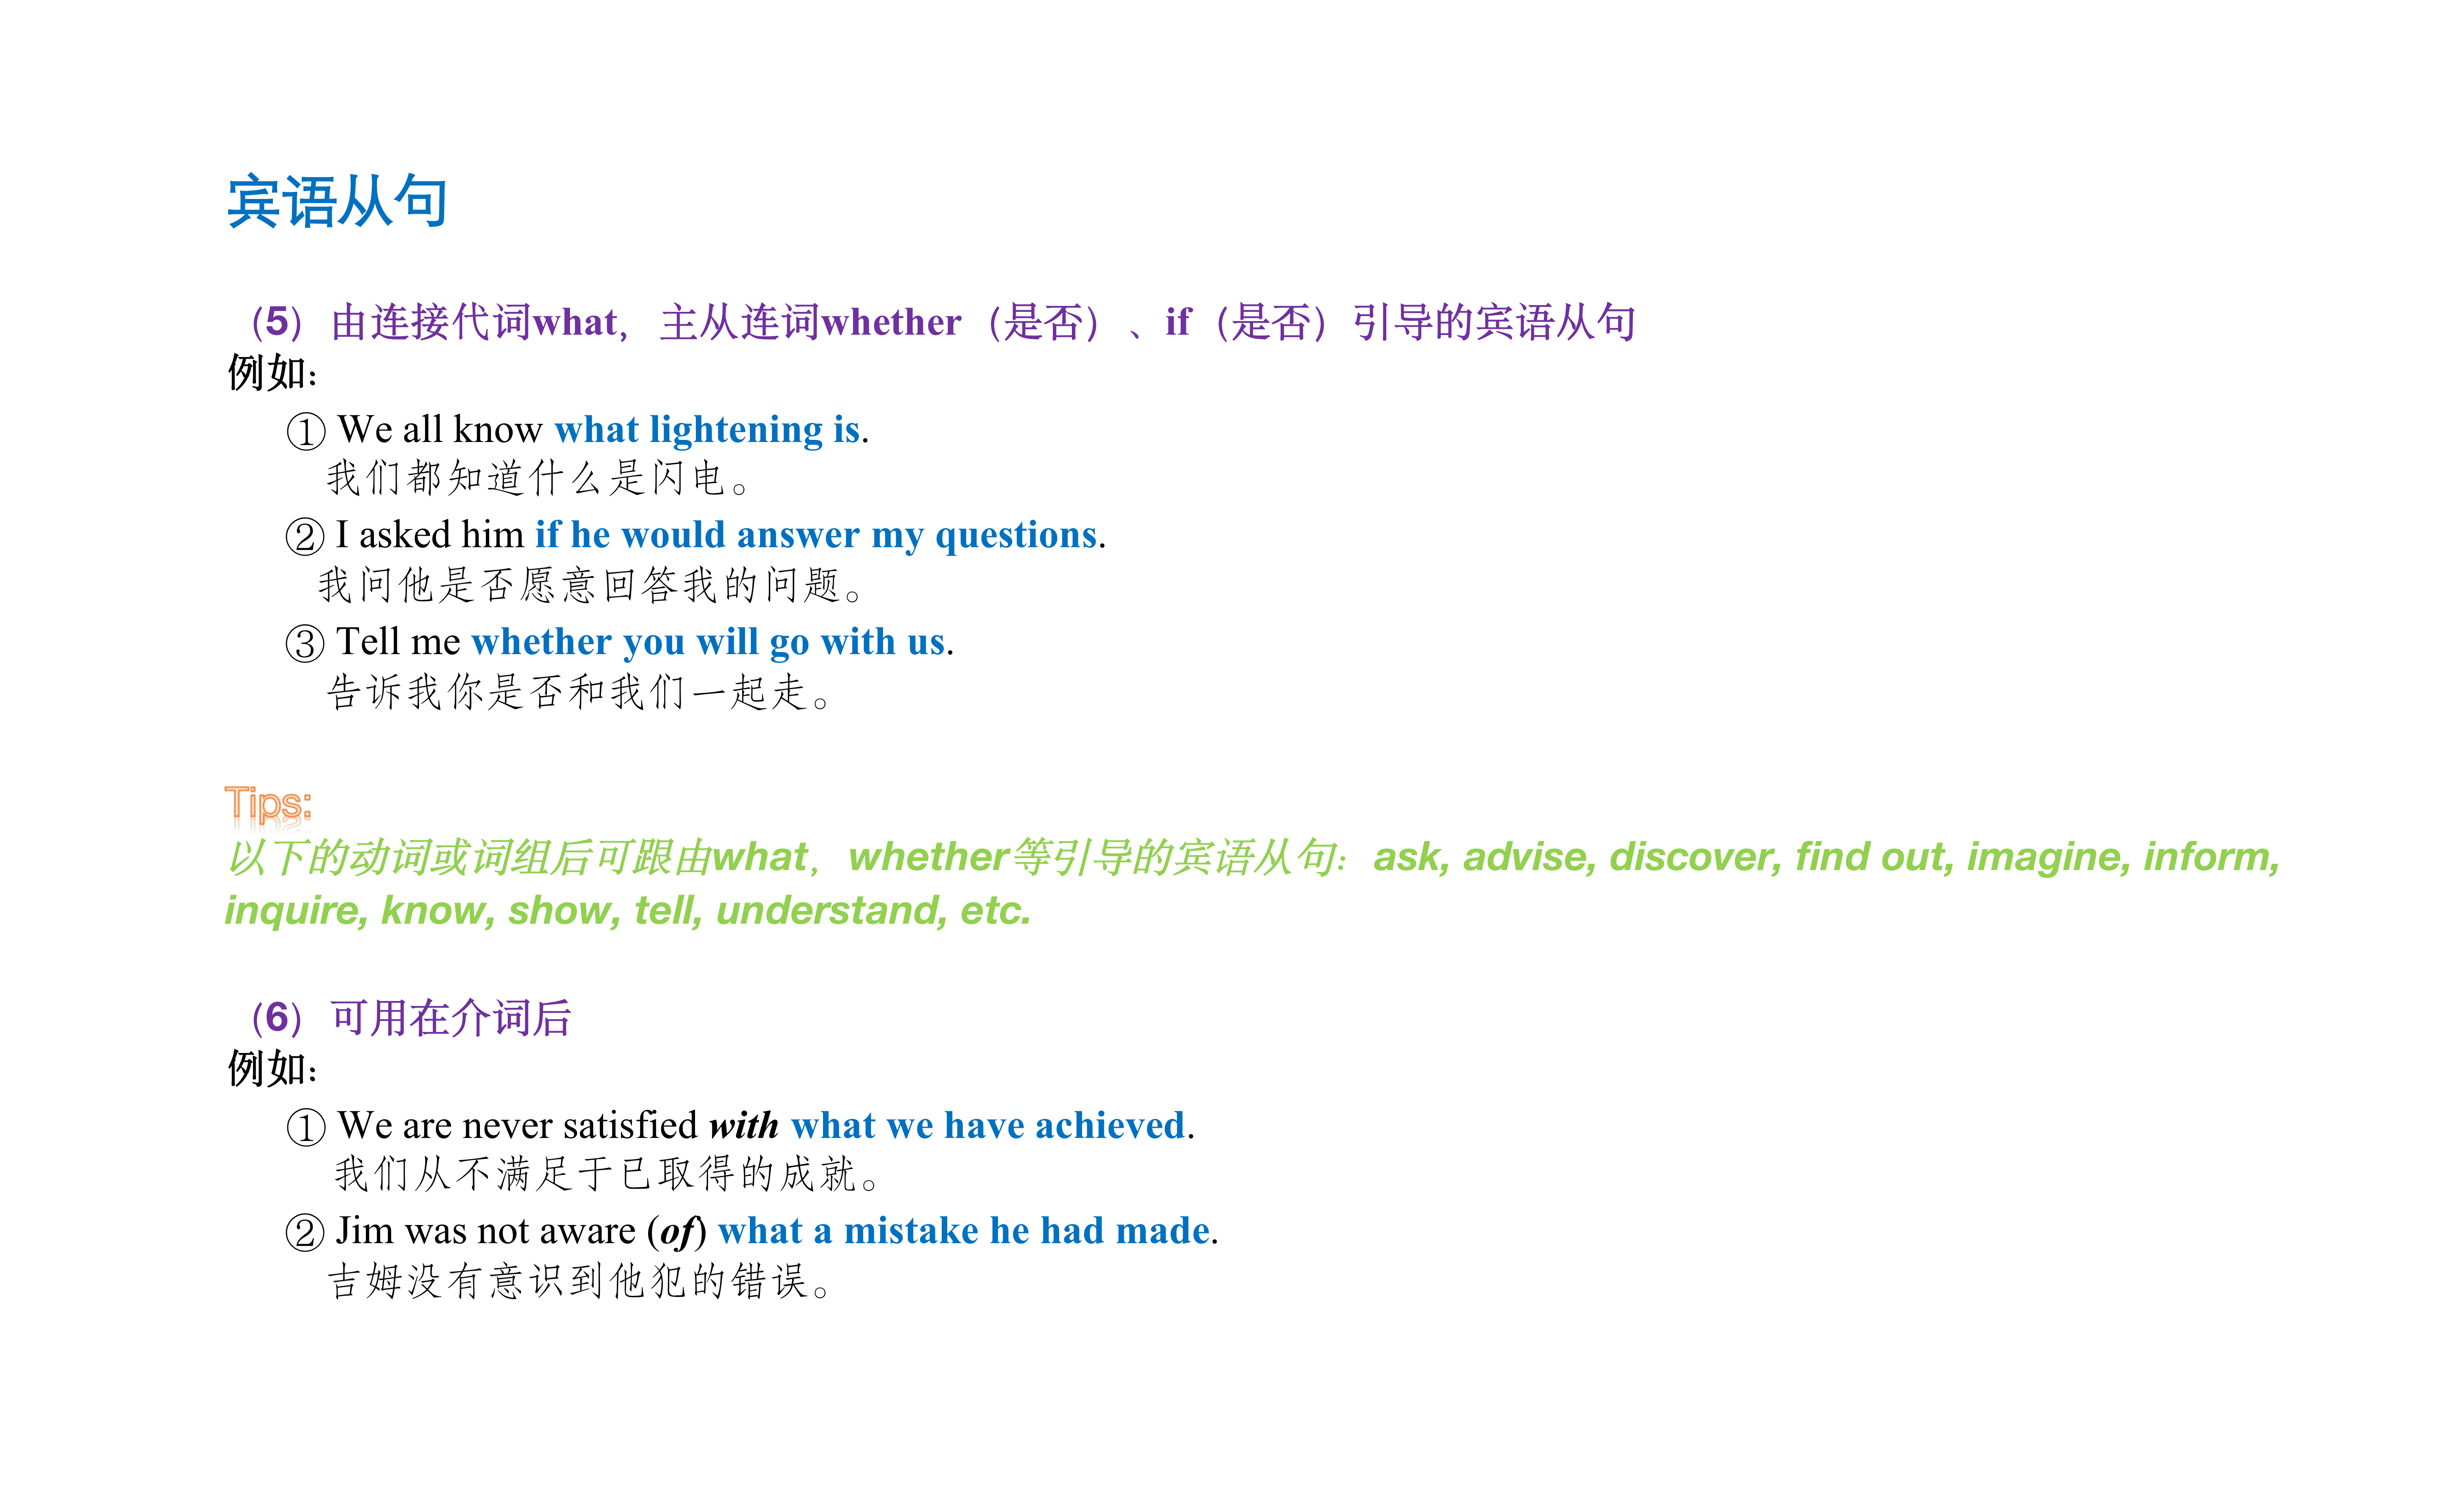 宾语从句
（5）由连接代词what，主从连词whether（是否）、if（是否）引导的宾语从句
例如：
① We all know what lightening is.
我们都知道什么是闪电。
② I asked him if he would answer my questions.
我问他是否愿意回答我的问题。
③ Tell me whether you will go with us.
告诉我你是否和我们一起走。
Tips:
以下的动词或词组后可跟由what，whether等引导的宾语从句：ask, advise, discover, find out, imagine, inform,
inquire, know, show, tell, understand, etc.
（6）可用在介词后
例如：
① We are never satisfied with what we have achieved.
我们从不满足于已取得的成就。
② Jim was not aware (of) what a mistake he had made.
吉姆没有意识到他犯的错误。